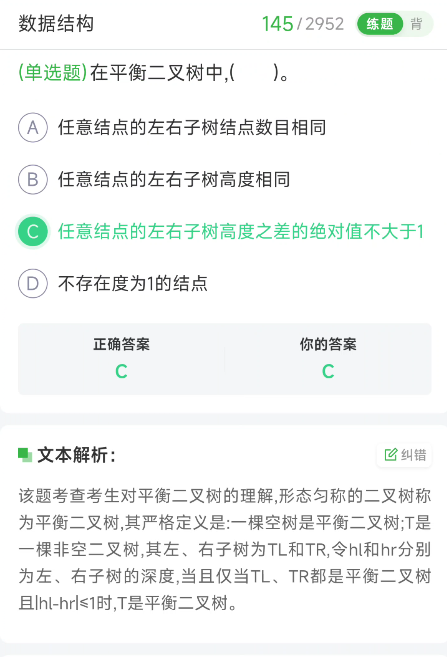 数据结构 145/2952 练题 背
(单选题)在平衡二叉树中,(  )。
A 任意结点的左右子树结点数目相同
B 任意结点的左右子树高度相同
C 任意结点的左右子树高度之差的绝对值不大于1
D 不存在度为1的结点
正确答案 你的答案
C C
文本解析: 纠错
该题考查考生对平衡二叉树的理解,形态匀称的二叉树称
为平衡二叉树,其严格定义是:一棵空树是平衡二叉树;T是
一棵非空二叉树,其左、右子树为TL和TR,令hl和hr分别
为左、右子树的深度,当且仅当TL、TR都是平衡二叉树
且|hl-hr|≤1时,T是平衡二叉树。